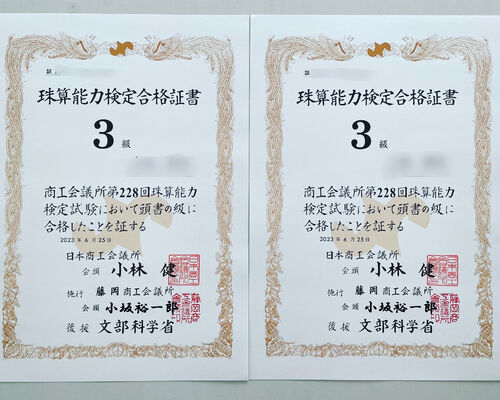 証
珠算能力検定合格証書
3級
商工会議所第228回珠算能力
検定試験において頭書の級に
合格したことを証する
2023年6月25日
日本商工会議所
会頭 小林 健
施行 藤岡商工会議所
会頭 小坂裕一郎
後援 文部科学省
証
珠算能力検定合格証書
3級
商工会議所第228回珠算能力
検定試験において頭書の級に
合格したことを証する
2023年6月25日
日本商工会議所
会頭 小林 健
施行 藤岡商工会議所
会頭 小坂裕一郎
後援 文部科学省